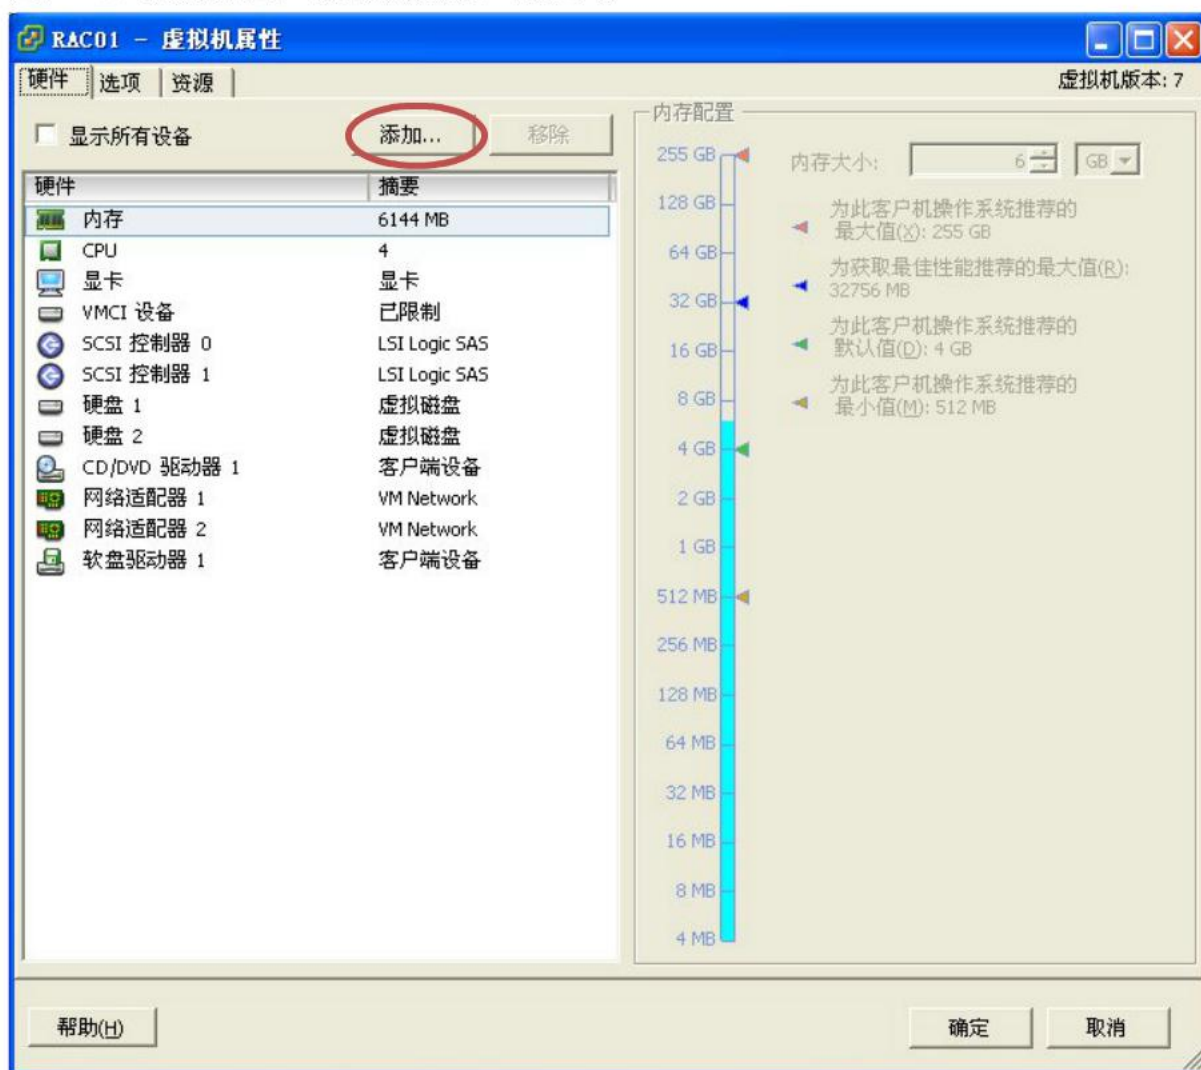 RAC01 - 虚拟机属性
硬件 选项 资源 虚拟机版本: 7
显示所有设备 添加... 移除
硬件 摘要
内存 6144 MB
CPU 4
显卡 显卡
VMCI 设备 已限制
SCSI 控制器 0 LSI Logic SAS
SCSI 控制器 1 LSI Logic SAS
硬盘 1 虚拟磁盘
硬盘 2 虚拟磁盘
CD/DVD 驱动器 1 客户端设备
网络适配器 1 VM Network
网络适配器 2 VM Network
软盘驱动器 1 客户端设备
内存配置
255 GB
128 GB
64 GB
32 GB
16 GB
8 GB
4 GB
2 GB
1 GB
512 MB
256 MB
128 MB
64 MB
32 MB
16 MB
8 MB
4 MB
内存大小: 6 GB
为此客户机操作系统推荐的
最大值(X): 255 GB
为获取最佳性能推荐的最大值(R):
32756 MB
为此客户机操作系统推荐的
默认值(D): 4 GB
为此客户机操作系统推荐的
最小值(M): 512 MB
帮助(H) 确定 取消